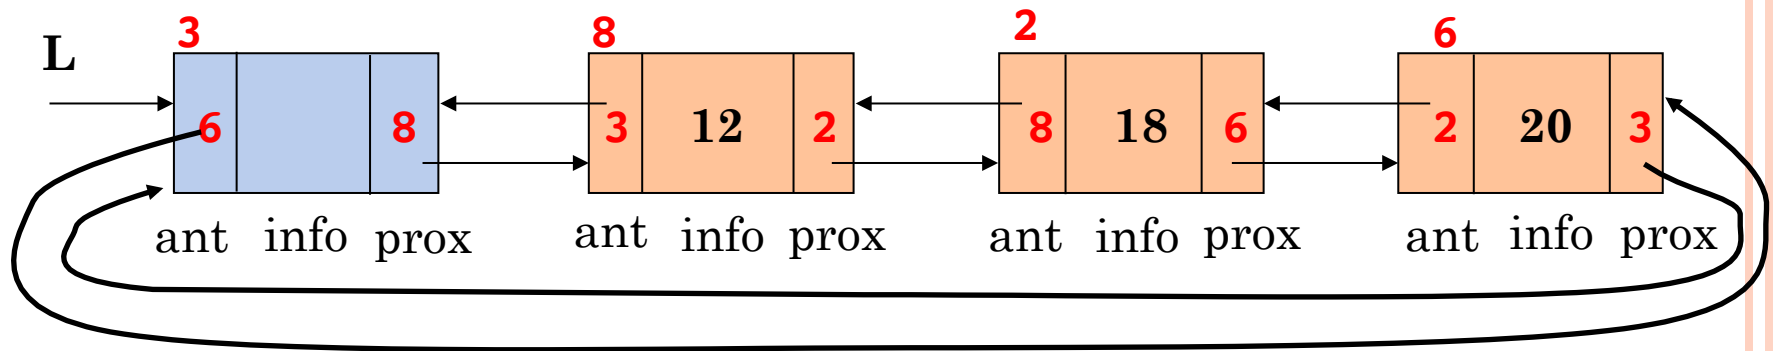 3 8 2 6
L
6 8 3 12 2 8 18 6 2 20 3
ant info prox ant info prox ant info prox ant info prox